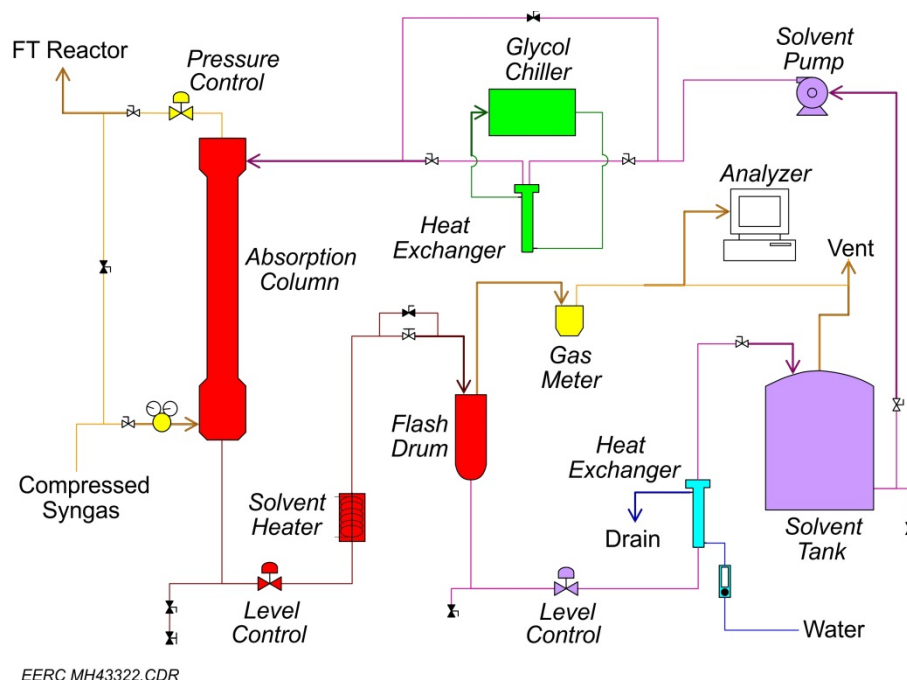 FT Reactor
Pressure
Control
Glycol
Chiller
Solvent
Pump
Analyzer
Heat
Exchanger
Absorption
Column
Vent
Gas
Meter
Flash
Drum
Heat
Exchanger
Compressed
Syngas
Solvent
Heater
Drain
Solvent
Tank
Level
Control
Level
Control
Water
EERC MH43322.CDR